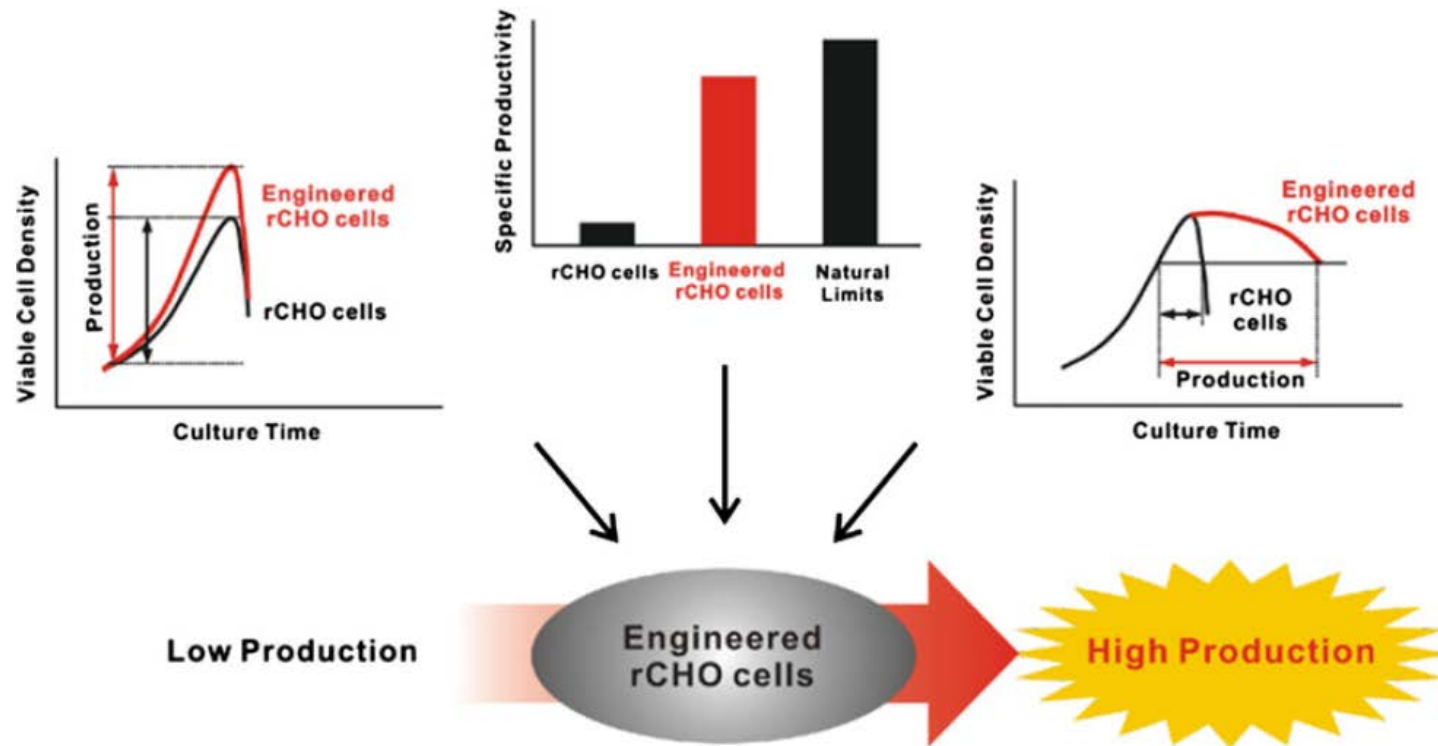 Viable Cell Density
Production
Engineered
rCHO cells
rCHO cells
Culture Time
Specific Productivity
rCHO cells
Engineered
rCHO cells
Natural
Limits
Viable Cell Density
Engineered
rCHO cells
rCHO
cells
Production
Culture Time
Low Production
Engineered
rCHO cells
High Production